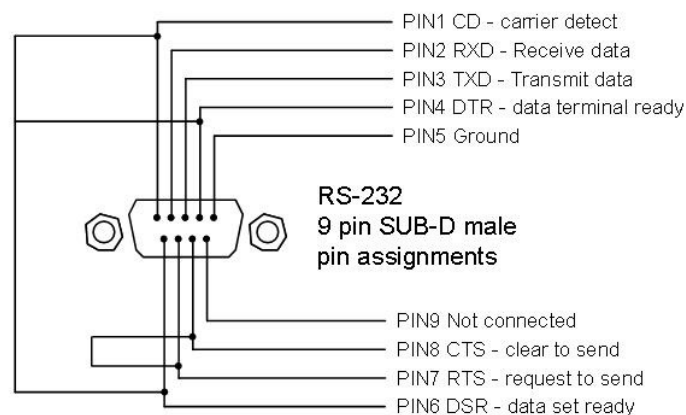 PIN1 CD - carrier detect
PIN2 RXD - Receive data
PIN3 TXD - Transmit data
PIN4 DTR - data terminal ready
PIN5 Ground
RS-232
9 pin SUB-D male
pin assignments
PIN9 Not connected
PIN8 CTS - clear to send
PIN7 RTS - request to send
PIN6 DSR - data set ready